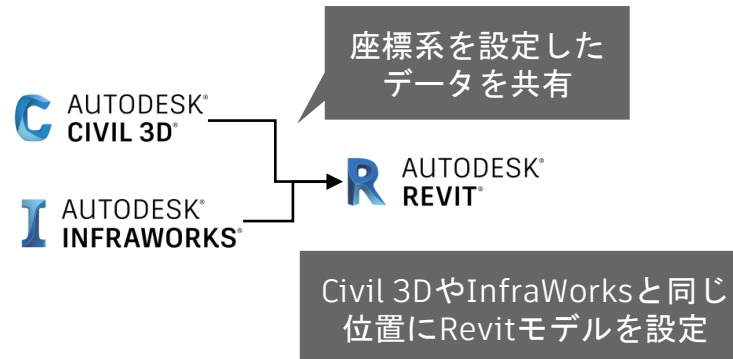 座標系を設定した
データを共有
AUTODESK®
CIVIL 3D®
AUTODESK®
REVIT®
AUTODESK®
INFRAWORKS®
Civil 3DやInfraWorksと同じ
位置にRevitモデルを設定